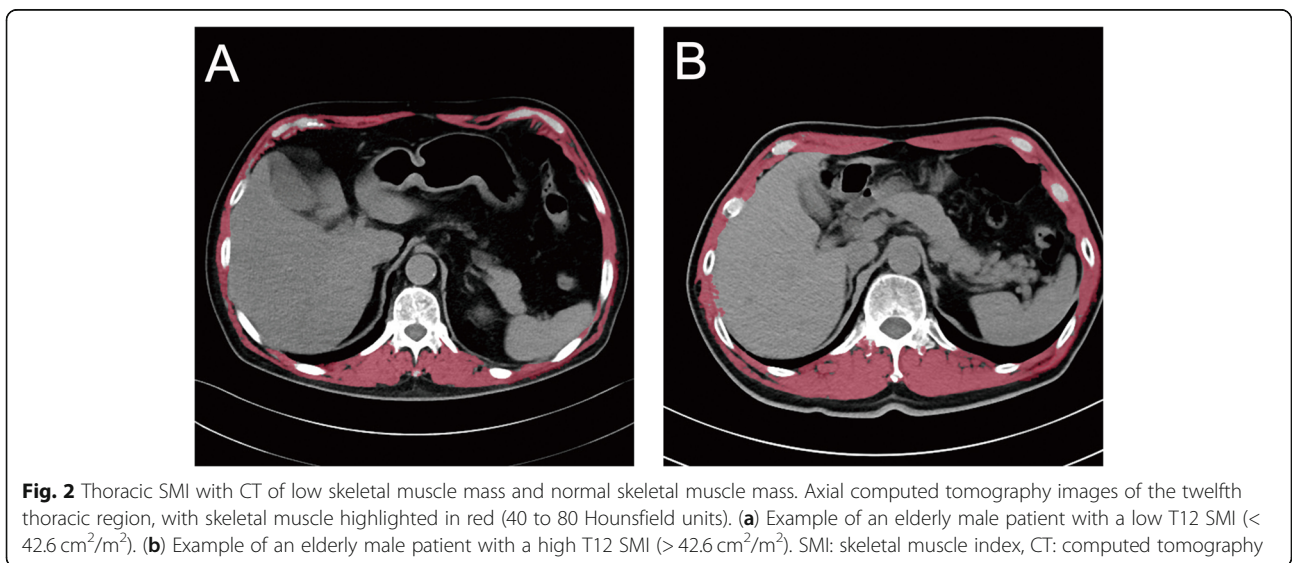 A
B
Fig. 2 Thoracic SMI with CT of low skeletal muscle mass and normal skeletal muscle mass. Axial computed tomography images of the twelfth
thoracic region, with skeletal muscle highlighted in red (40 to 80 Hounsfield units). (a) Example of an elderly male patient with a low T12 SMI (<
42.6 cm²/m²). (b) Example of an elderly male patient with a high T12 SMI (> 42.6 cm²/m²). SMI: skeletal muscle index, CT: computed tomography